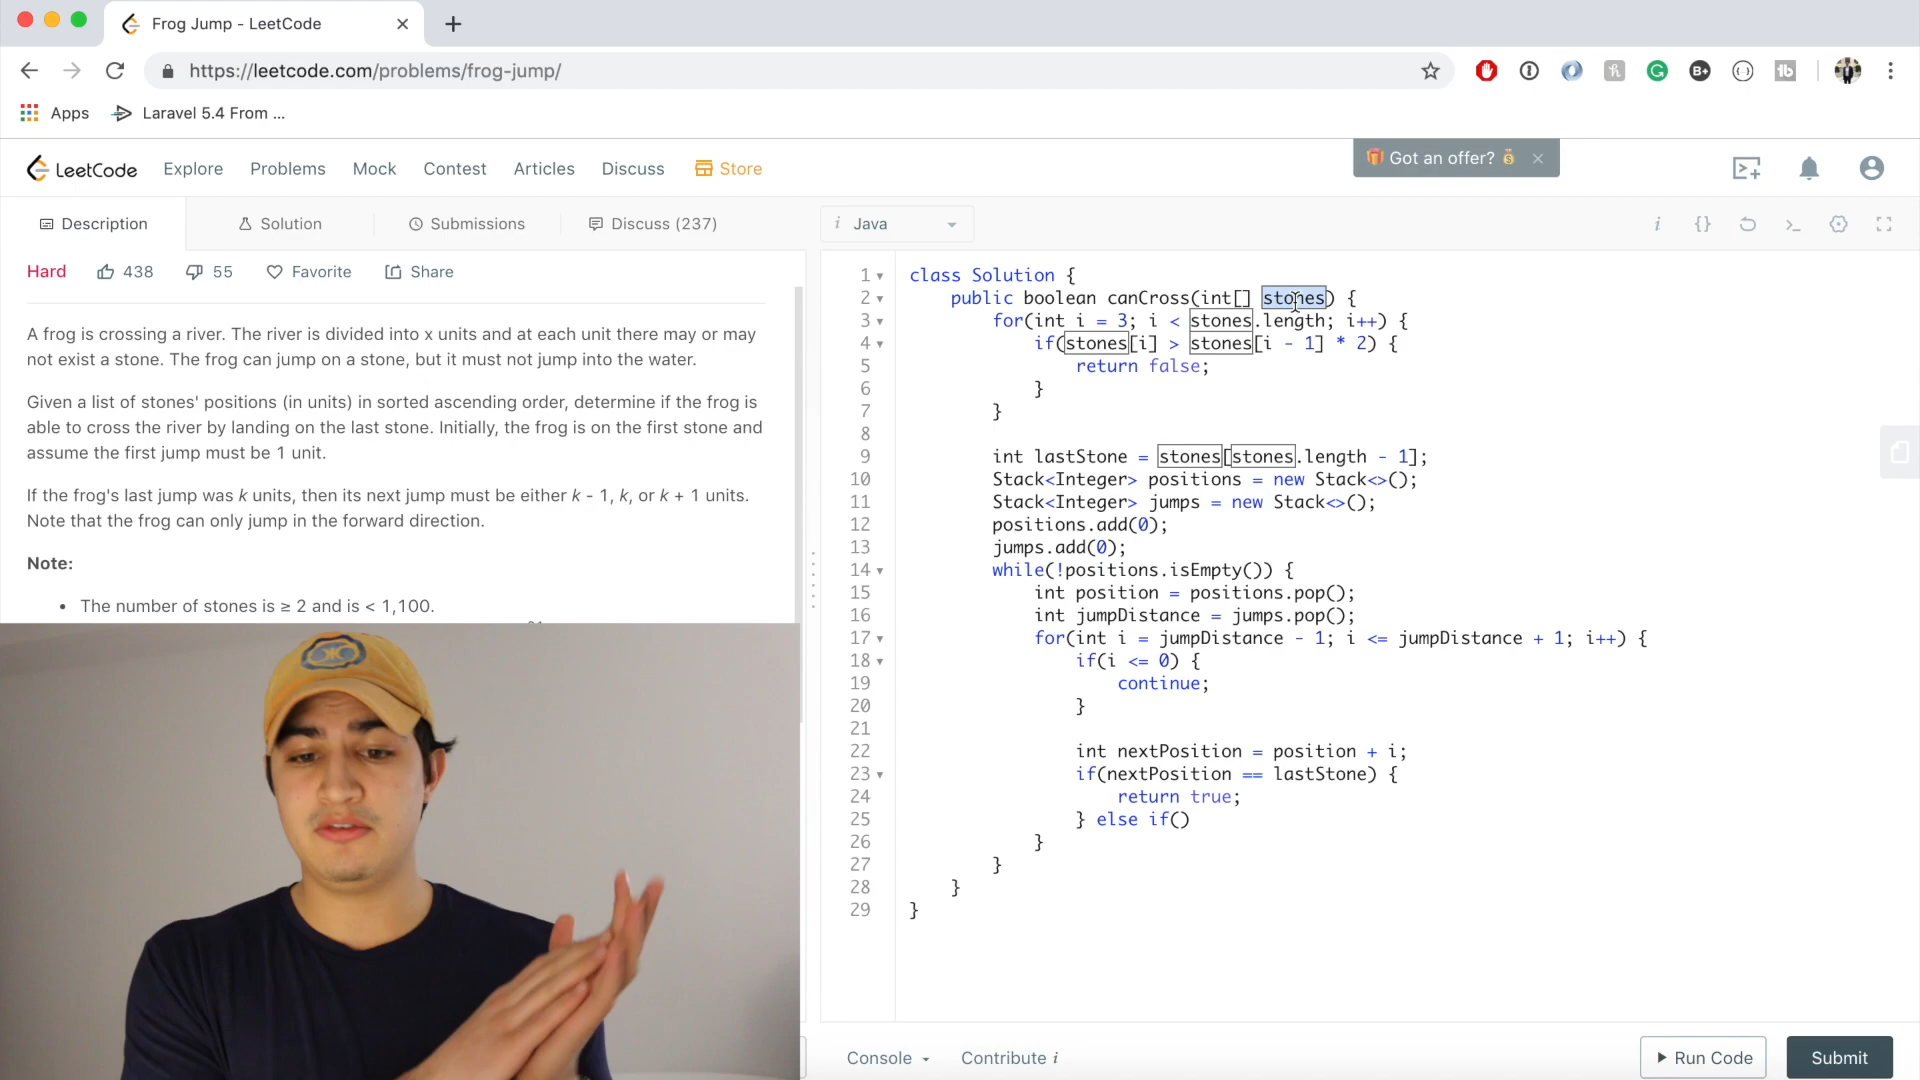 Frog Jump - LeetCode
https://leetcode.com/problems/frog-jump/
Apps
Laravel 5.4 From ...
LeetCode
Explore
Problems
Mock
Contest
Articles
Discuss
Store
Got an offer?
Description
Solution
Submissions
Discuss (237)
Hard
438
55
Favorite
Share
A frog is crossing a river. The river is divided into x units and at each unit there may or may
not exist a stone. The frog can jump on a stone, but it must not jump into the water.
Given a list of stones' positions (in units) in sorted ascending order, determine if the frog is
able to cross the river by landing on the last stone. Initially, the frog is on the first stone and
assume the first jump must be 1 unit.
If the frog's last jump was k units, then its next jump must be either k - 1, k, or k + 1 units.
Note that the frog can only jump in the forward direction.
Note:
• The number of stones is ≥ 2 and is < 1,100.
i Java
1 class Solution {
2 public boolean canCross(int[] stones) {
3 for(int i = 3; i < stones.length; i++) {
4 if(stones[i] > stones[i - 1] * 2) {
5 return false;
6 }
7 }
8
9 int lastStone = stones[stones.length - 1];
10 Stack<Integer> positions = new Stack<>();
11 Stack<Integer> jumps = new Stack<>();
12 positions.add(0);
13 jumps.add(0);
14 while(!positions.isEmpty()) {
15 int position = positions.pop();
16 int jumpDistance = jumps.pop();
17 for(int i = jumpDistance - 1; i <= jumpDistance + 1; i++) {
18 if(i <= 0) {
19 continue;
20 }
21
22 int nextPosition = position + i;
23 if(nextPosition == lastStone) {
24 return true;
25 } else if()
26 }
27 }
28 }
29 }
Console
Contribute i
Run Code
Submit